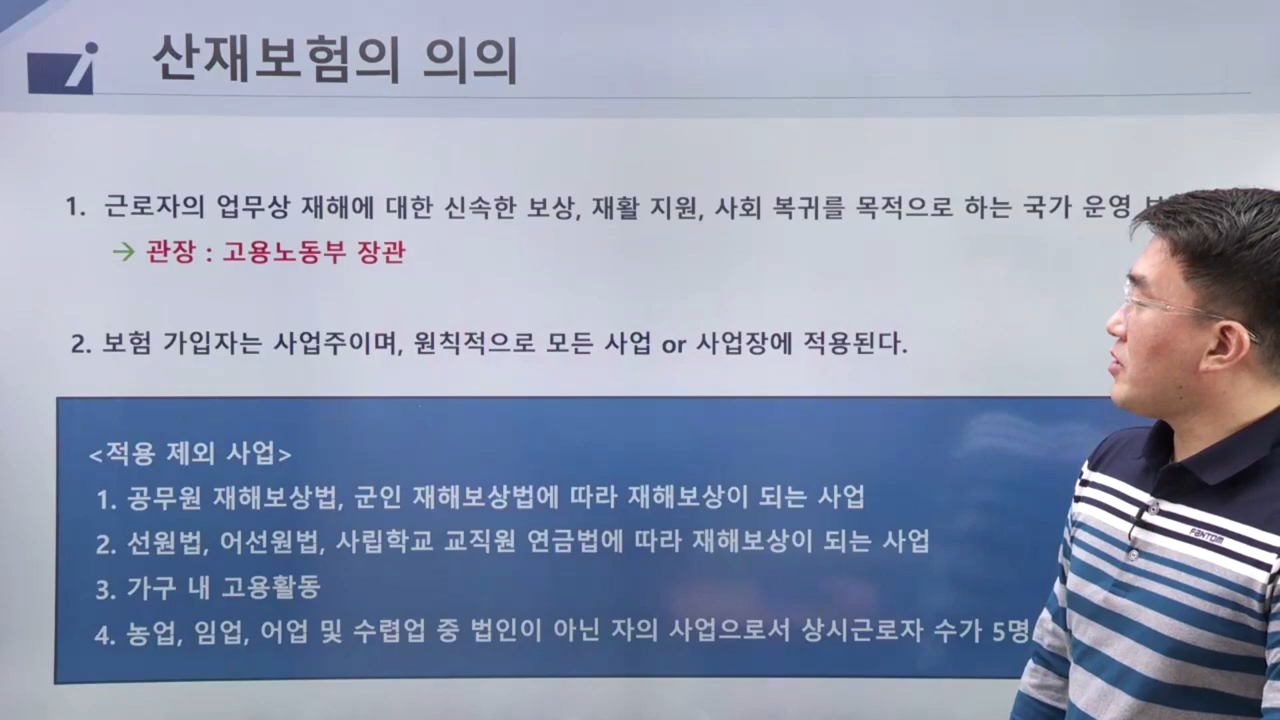 산재보험의 의의
1. 근로자의 업무상 재해에 대한 신속한 보상, 재활 지원, 사회 복귀를 목적으로 하는 국가 운영
→ 관장 : 고용노동부 장관
2. 보험 가입자는 사업주이며, 원칙적으로 모든 사업 or 사업장에 적용된다.
<적용 제외 사업>
1. 공무원 재해보상법, 군인 재해보상법에 따라 재해보상이 되는 사업
2. 선원법, 어선원법, 사립학교 교직원 연금법에 따라 재해보상이 되는 사업
3. 가구 내 고용활동
4. 농업, 임업, 어업 및 수렵업 중 법인이 아닌 자의 사업으로서 상시근로자 수가 5명
FANTOM